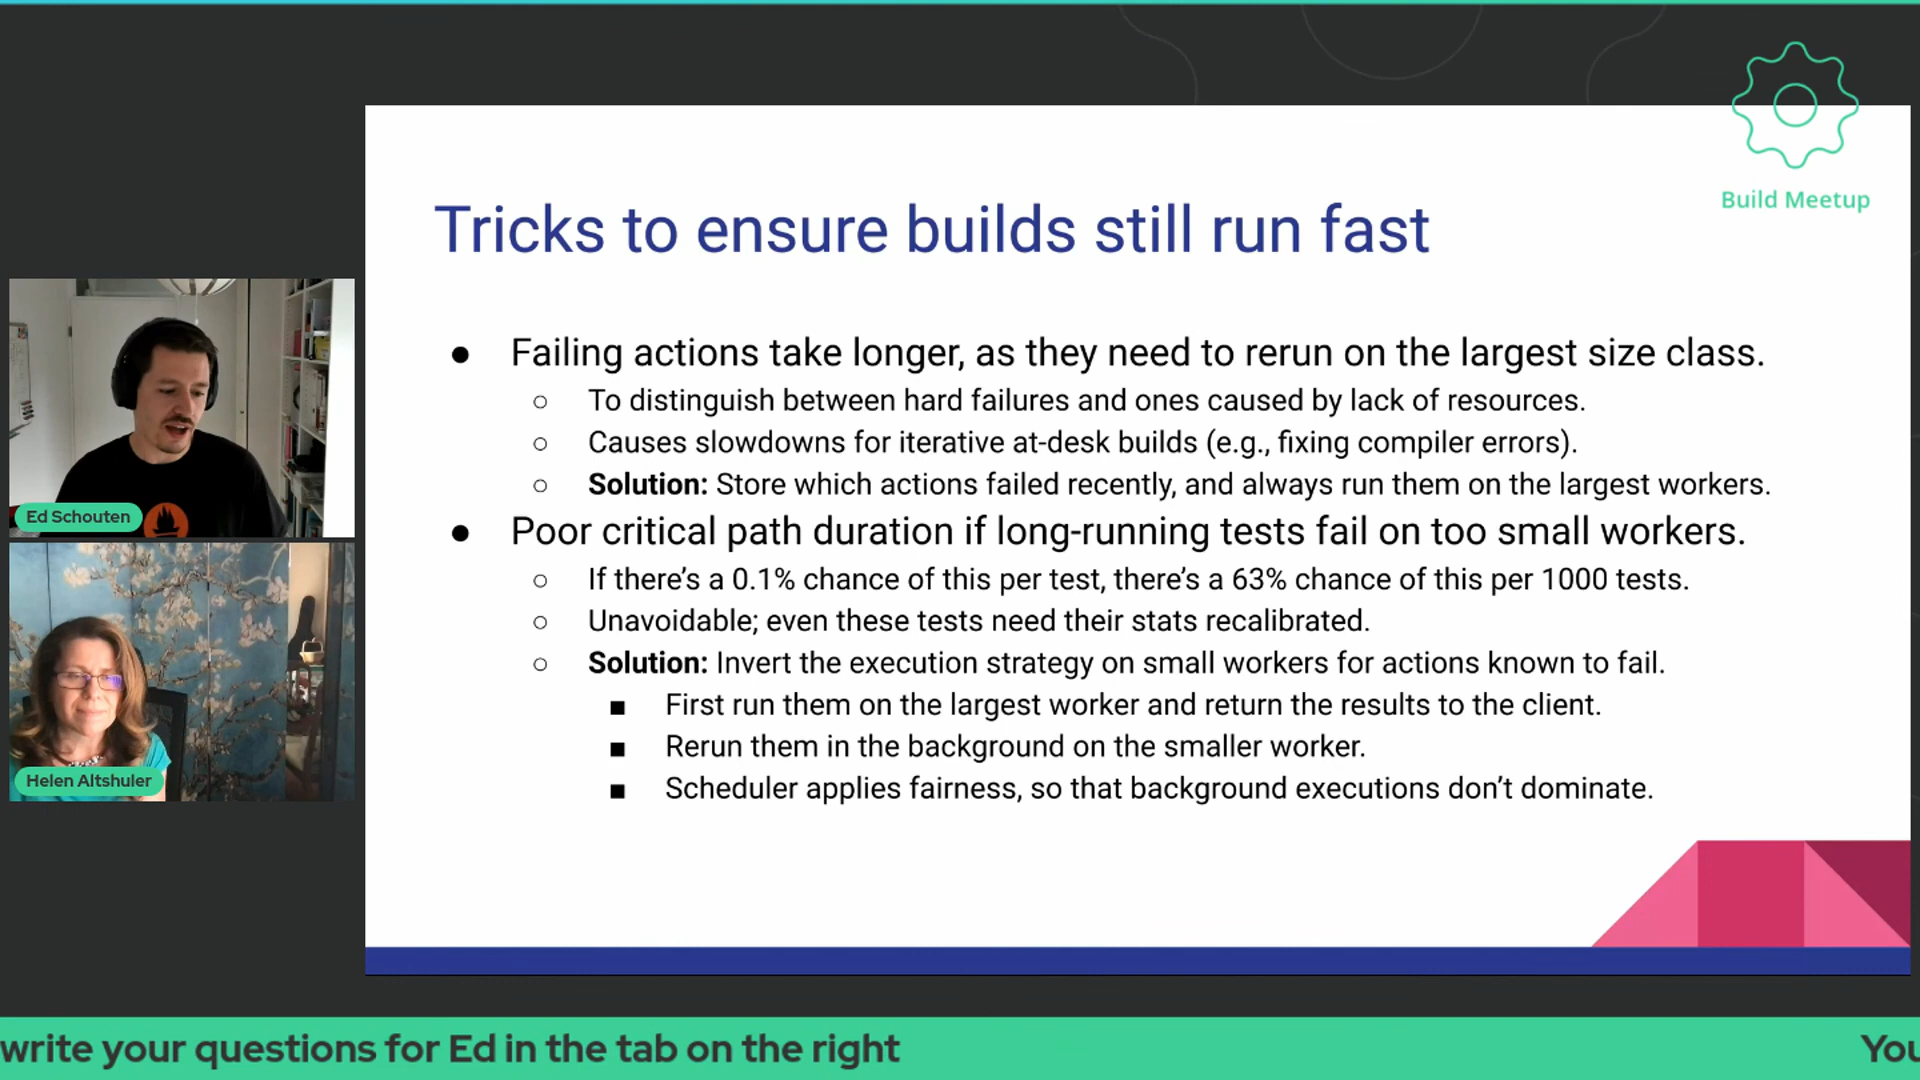 Build Meetup
Tricks to ensure builds still run fast
● Failing actions take longer, as they need to rerun on the largest size class.
○ To distinguish between hard failures and ones caused by lack of resources.
○ Causes slowdowns for iterative at-desk builds (e.g., fixing compiler errors).
○ Solution: Store which actions failed recently, and always run them on the largest workers.
● Poor critical path duration if long-running tests fail on too small workers.
○ If there’s a 0.1% chance of this per test, there’s a 63% chance of this per 1000 tests.
○ Unavoidable; even these tests need their stats recalibrated.
○ Solution: Invert the execution strategy on small workers for actions known to fail.
■ First run them on the largest worker and return the results to the client.
■ Rerun them in the background on the smaller worker.
■ Scheduler applies fairness, so that background executions don’t dominate.
Ed Schouten
Helen Altshuler
write your questions for Ed in the tab on the right
You